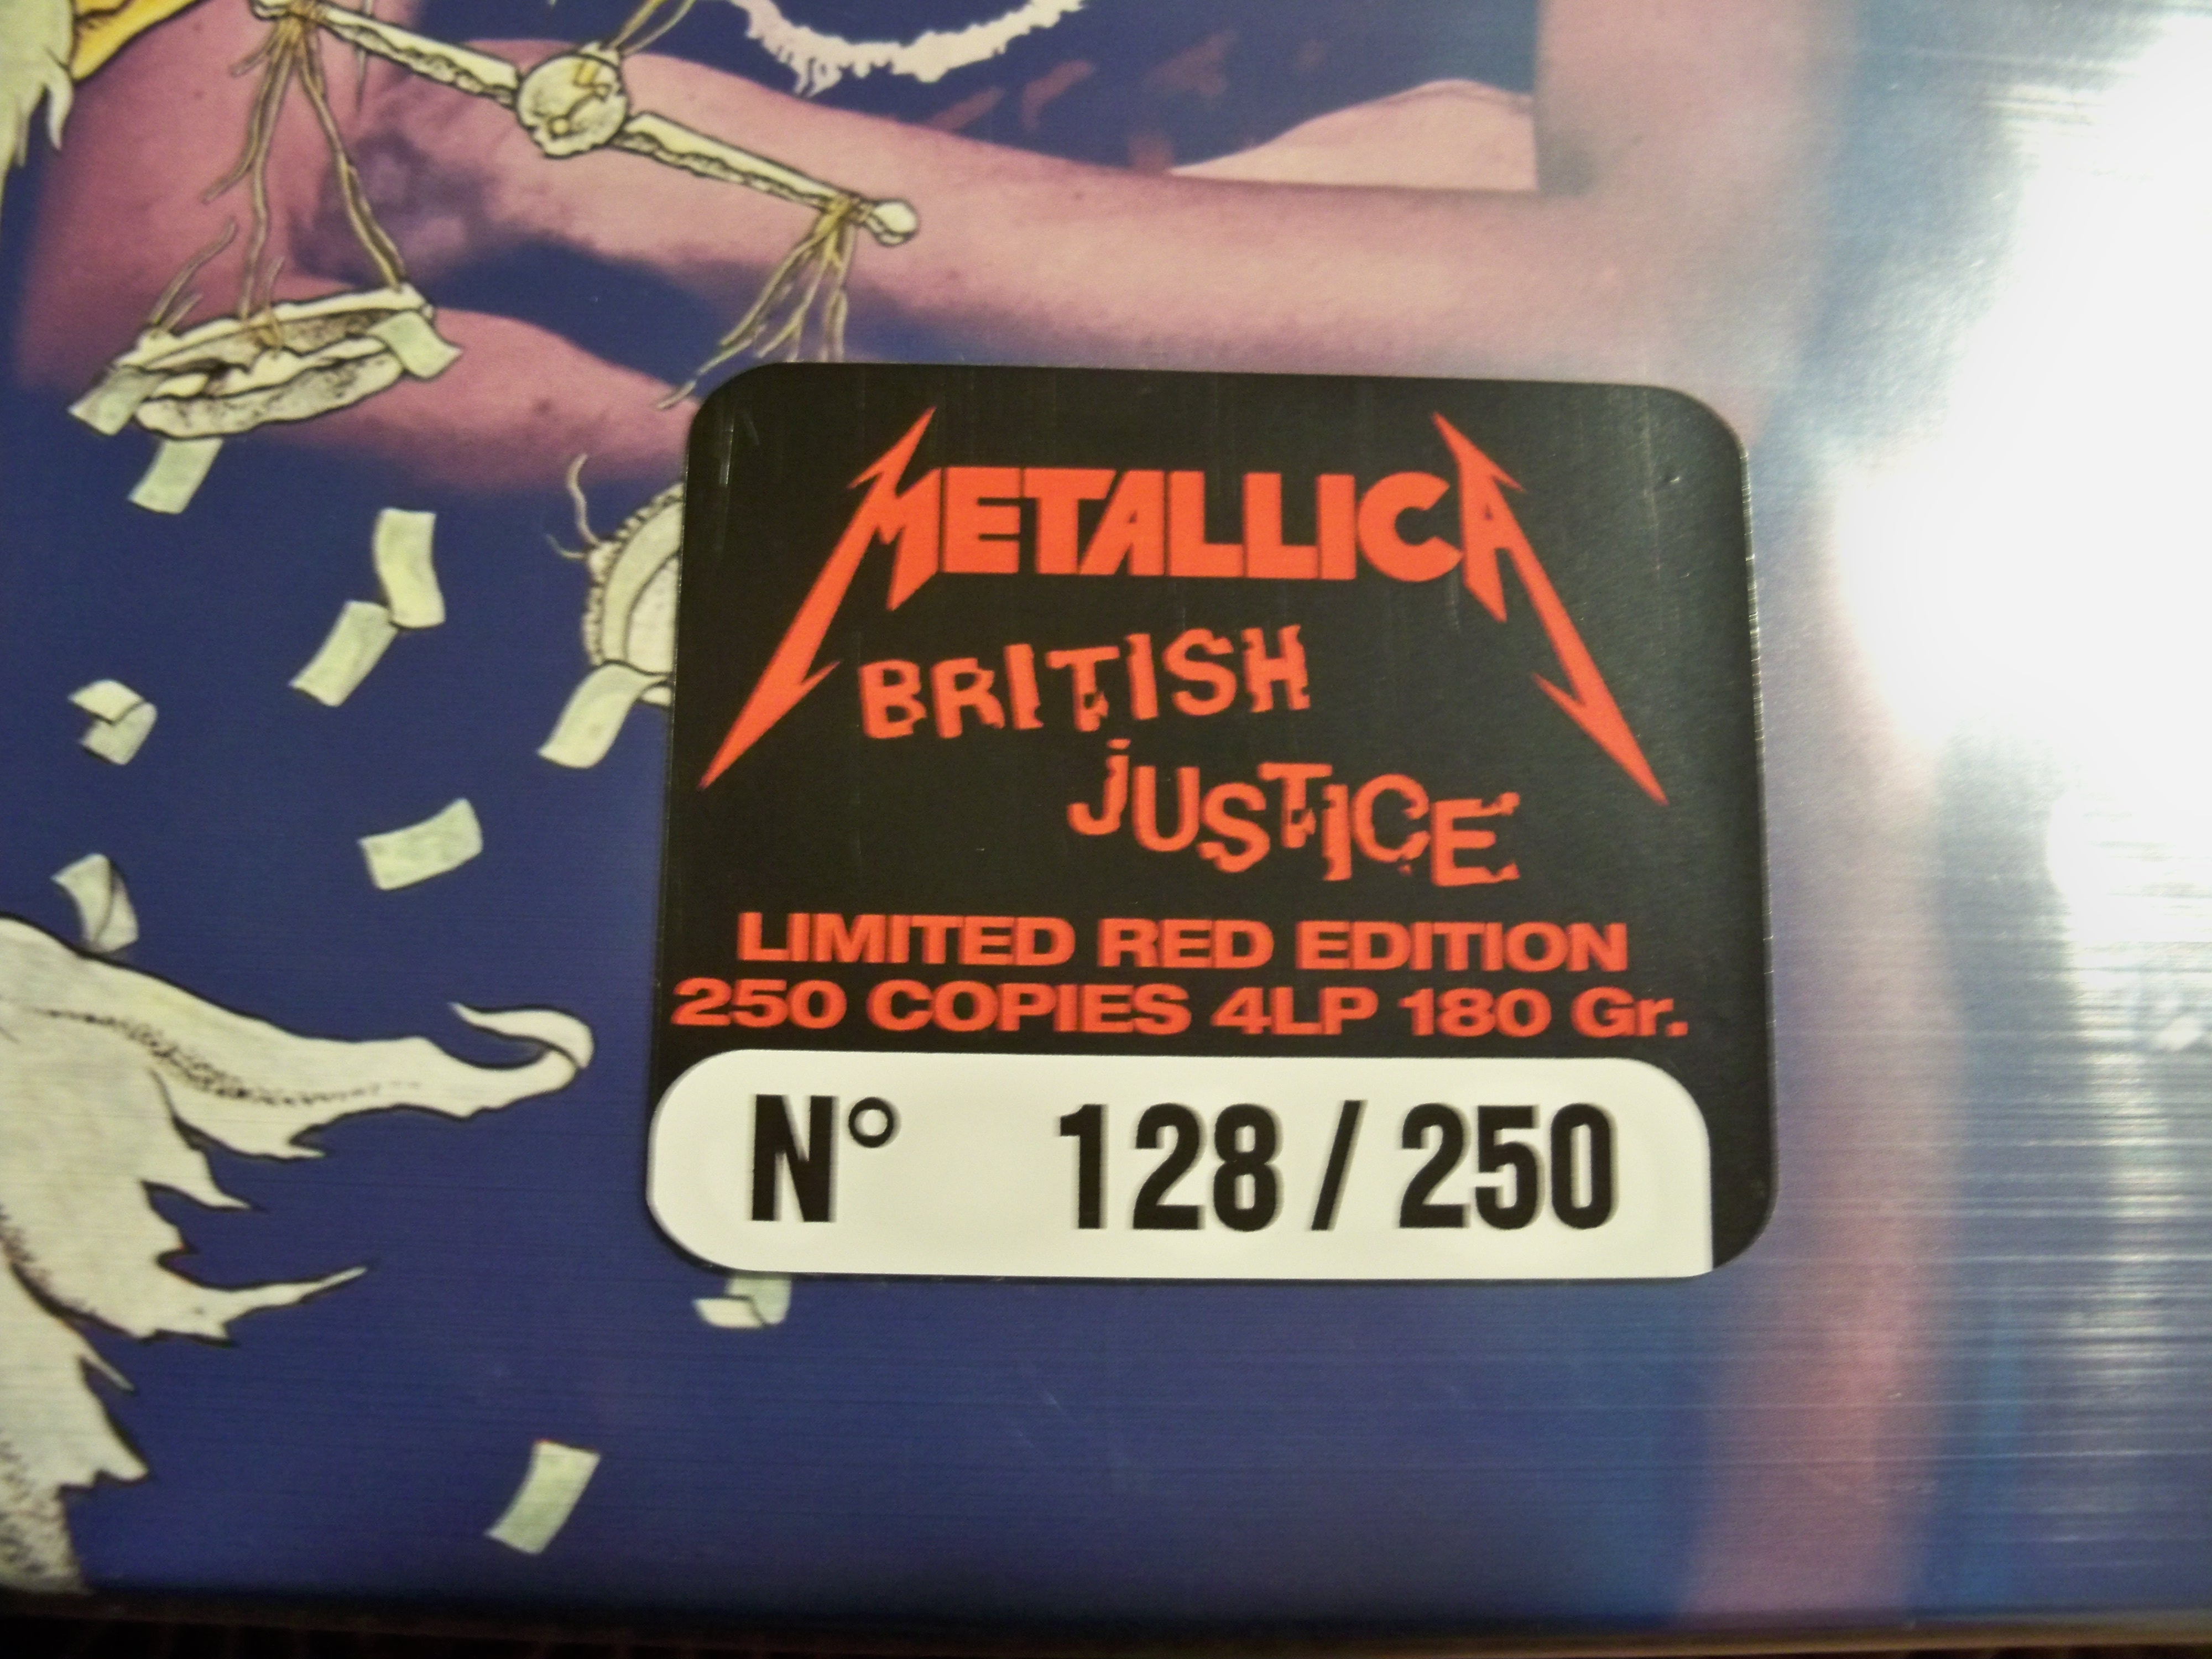 METALLICA
BRITISH
jUSTICE
LIMITED RED EDITION
250 COPIES 4LP 180 Gr.
N° 128 / 250